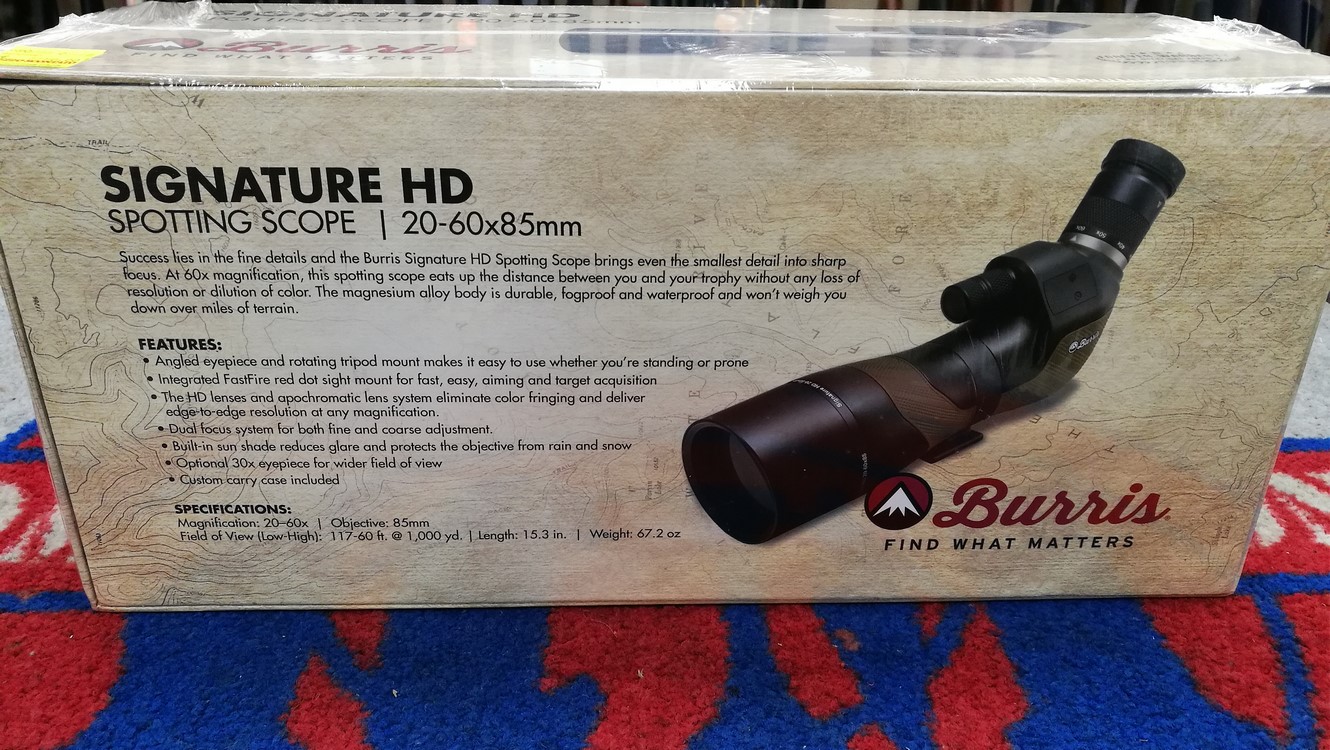 SIGNATURE HD
Burris
FIND WHAT MATTERS
TRAIL
SIGNATURE HD
SPOTTING SCOPE | 20-60x85mm
Success lies in the fine details and the Burris Signature HD Spotting Scope brings even the smallest detail into sharp
focus. At 60x magnification, this spotting scope eats up the distance between you and your trophy without any loss of
resolution or dilution of color. The magnesium alloy body is durable, fogproof and waterproof and won't weigh you
down over miles of terrain.
FEATURES:
• Angled eyepiece and rotating tripod mount makes it easy to use whether you're standing or prone
• Integrated FastFire red dot sight mount for fast, easy, aiming and target acquisition
• The HD lenses and apochromatic lens system eliminate color fringing and deliver
edge-to-edge resolution at any magnification.
• Dual focus system for both fine and coarse adjustment.
• Built-in sun shade reduces glare and protects the objective from rain and snow
• Optional 30x eyepiece for wider field of view
• Custom carry case included
SPECIFICATIONS:
Magnification: 20-60x | Objective: 85mm
Field of View (Low-High): 117-60 ft. @ 1,000 yd. | Length: 15.3 in. | Weight: 67.2 oz
60x 50x 40x
Burris
Signature HD
Burris
FIND WHAT MATTERS